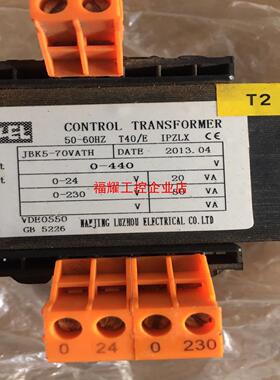 LEL
T2
CONTROL TRANSFORMER
50-60HZ T40/E IPZLX CE
JBK5-70VATH DATE 2013.04
0-440 V
0-24 V 20 VA
0-230 V VA
福耀工控企业店
VDE0550
GB 5226
NANJING LUZHOU ELECTRICAL CO.LTD
0 24 0 230